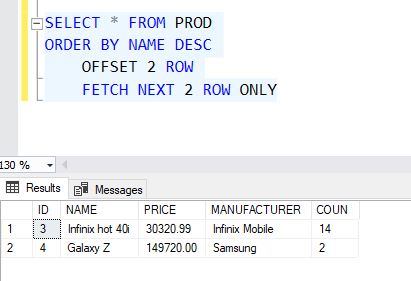 SELECT * FROM PROD
ORDER BY NAME DESC
OFFSET 2 ROW
FETCH NEXT 2 ROW ONLY
130 %
Results Messages
ID NAME PRICE MANUFACTURER COUN
1 3 Infinix hot 40i 30320.99 Infinix Mobile 14
2 4 Galaxy Z 149720.00 Samsung 2